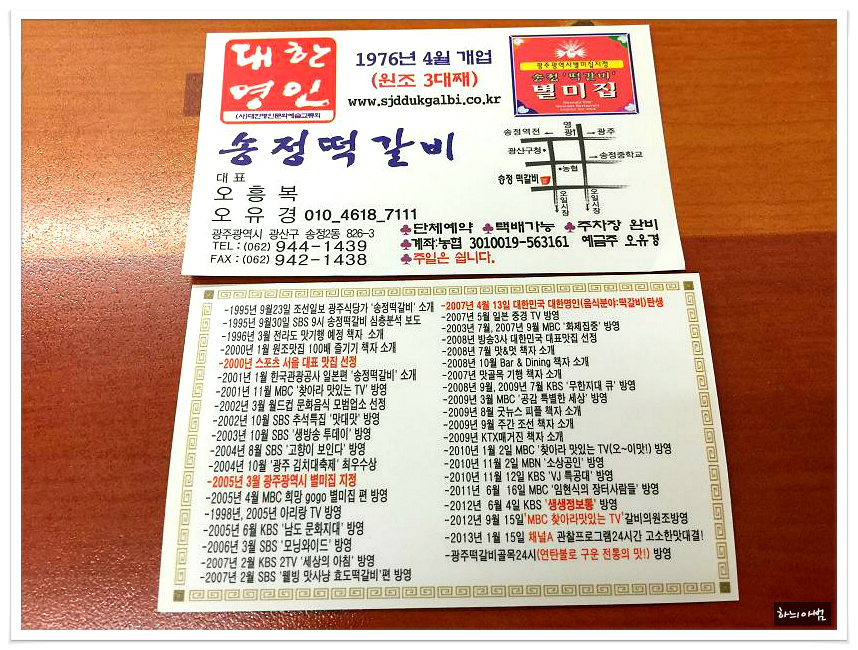 대한
명인
(사)대한명인문화예술교류회
1976년 4월 개업
(원조 3대째)
www.sjddukgalbi.co.kr
광주광역시별미집지정
송정 '떡갈비'
별미집
송정떡갈비
영광↑
송정역전 ← → 광주
광산구청•
→송정중학교
•농협
송정 떡갈비
오일시장
오일시장
대 표
오 흥 복
오 유 경 010_4618_7111
광주광역시 광산구 송정2동 826-3
TEL : (062) 944-1439
FAX : (062) 942-1438
♣단체예약 ♣택배가능 ♣주차장 완비
♣계좌:농협 3010019-563161 예금주 오유경
♣주일은 쉽니다.
-1995년 9월23일 조선일보 광주식당가 '송정떡갈비' 소개
-1995년 9월30일 SBS 9시 송정떡갈비 심층분석 보도
-1996년 3월 전라도 맛기행 예정 책자 소개
-2000년 1월 원조맛집 100배 즐기기 책자 소개
-2000년 스포츠 서울 대표 맛집 선정
-2001년 1월 한국관광공사 일본편 '송정떡갈비' 소개
-2001년 11월 MBC '찾아라 맛있는 TV' 방영
-2002년 3월 월드컵 문화음식 모범업소 선정
-2002년 10월 SBS 추석특집 '맛대맛' 방영
-2003년 10월 SBS '생방송 투데이' 방영
-2004년 8월 SBS '고향이 보인다' 방영
-2004년 10월 '광주 김치대축제' 최우수상
-2005년 3월 광주광역시 별미집 지정
-2005년 4월 MBC 희망 gogo 별미집 편 방영
-1998년, 2005년 아리랑 TV 방영
-2005년 6월 KBS '남도 문화지대' 방영
-2006년 3월 SBS '모닝와이드' 방영
-2007년 2월 KBS 2TV '세상의 아침' 방영
-2007년 2월 SBS '웰빙 맛사냥 효도떡갈비'편 방영
-2007년 4월 13일 대한민국 대한명인(음식분야:떡갈비)탄생
-2007년 5월 일본 중경 TV 방영
-2003년 7월, 2007년 9월 MBC '화제집중' 방영
-2008년 방송3사 대한민국 대표맛집 선정
-2008년 7월 맛&멋 책자 소개
-2008년 10월 Bar & Dining 책자 소개
-2007년 맛골목 기행 책자 소개
-2008년 9월, 2009년 7월 KBS '무한지대 큐' 방영
-2009년 3월 MBC '공감 특별한 세상' 방영
-2009년 8월 굿뉴스 피플 책자 소개
-2009년 9월 주간 조선 책자 소개
-2009년 KTX매거진 책자 소개
-2010년 1월 2일 MBC '찾아라 맛있는 TV(오~이맛!) 방영
-2010년 11월 2일 MBN '소상공인' 방영
-2010년 11월 12일 KBS 'VJ 특공대' 방영
-2011년 6월 16일 MBC '임현식의 장터사람들' 방영
-2012년 6월 4일 KBS '생생정보통' 방영
-2012년 9월 15일'MBC 찾아라맛있는 TV'갈비의원조방영
-2013년 1월 15일 채널A 관찰프로그램24시간 고소한맛대결!
-광주떡갈비골목24시(연탄불로 구운 전통의 맛!) 방영
하늬아범